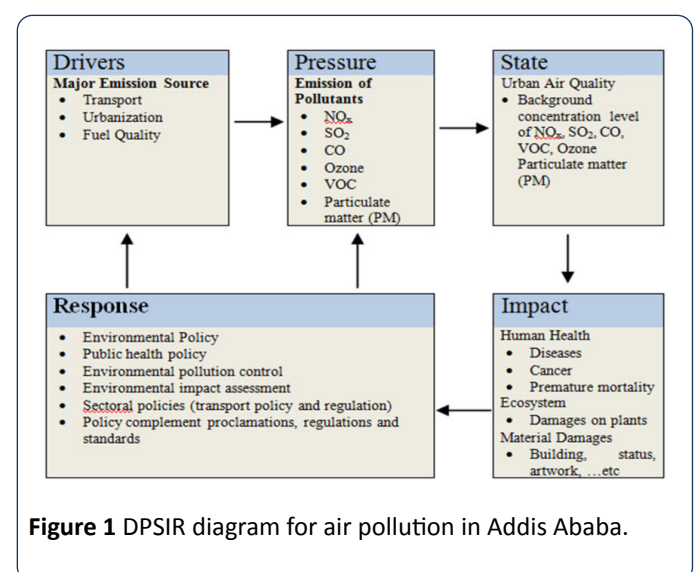 Drivers
Major Emission Source
• Transport
• Urbanization
• Fuel Quality
Pressure
Emission of
Pollutants
• NOx
• SO₂
• CO
• Ozone
• VOC
• Particulate
matter (PM)
State
Urban Air Quality
• Background
concentration level
of NOx, SO₂, CO,
VOC, Ozone
Particulate matter
(PM)
Response
• Environmental Policy
• Public health policy
• Environmental pollution control
• Environmental impact assessment
• Sectoral policies (transport policy and regulation)
• Policy complement proclamations, regulations and
standards
Impact
Human Health
• Diseases
• Cancer
• Premature mortality
Ecosystem
• Damages on plants
Material Damages
• Building, status,
artwork, …etc
Figure 1 DPSIR diagram for air pollution in Addis Ababa.